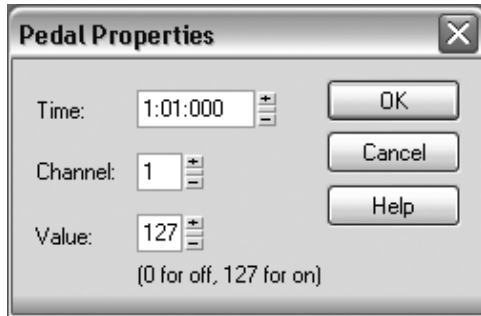 Pedal Properties
Time: 1:01:000
OK
Channel: 1
Cancel
Value: 127
Help
(0 for off, 127 for on)